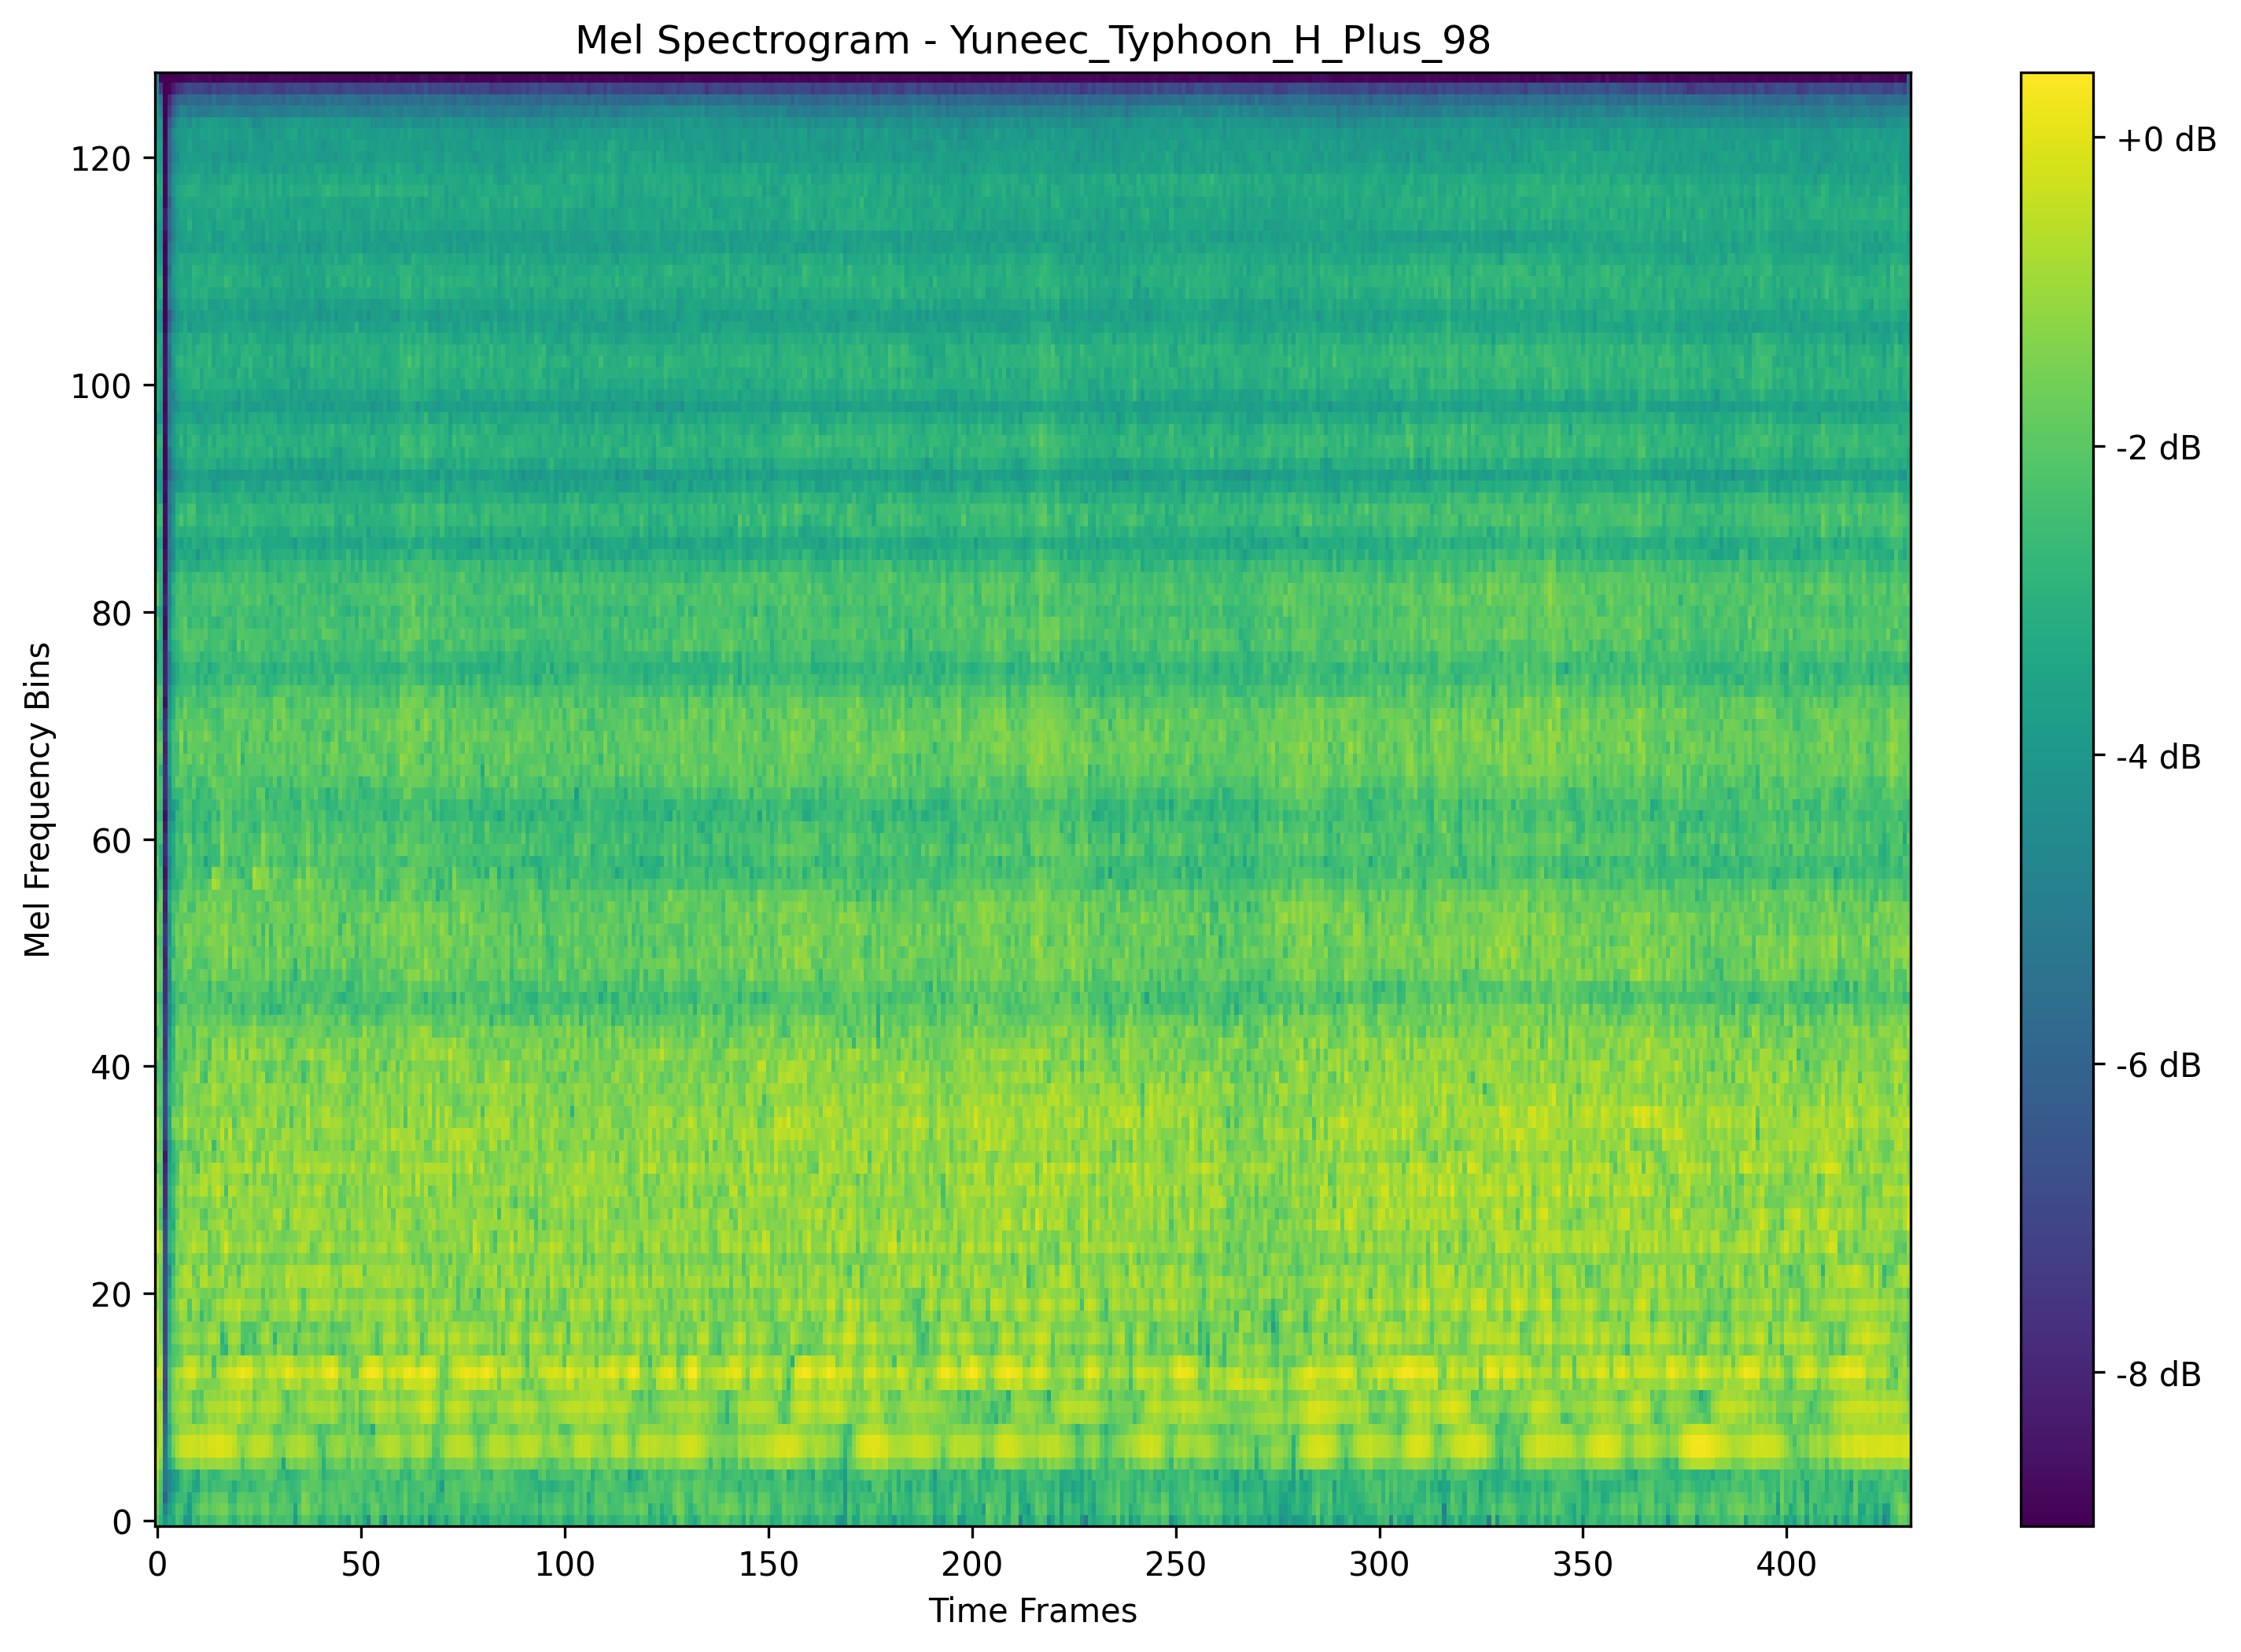 Mel Spectrogram - Yuneec_Typhoon_H_Plus_98
Mel Frequency Bins
120
100
80
60
40
20
0
0 50 100 150 200 250 300 350 400
Time Frames
+0 dB
-2 dB
-4 dB
-6 dB
-8 dB